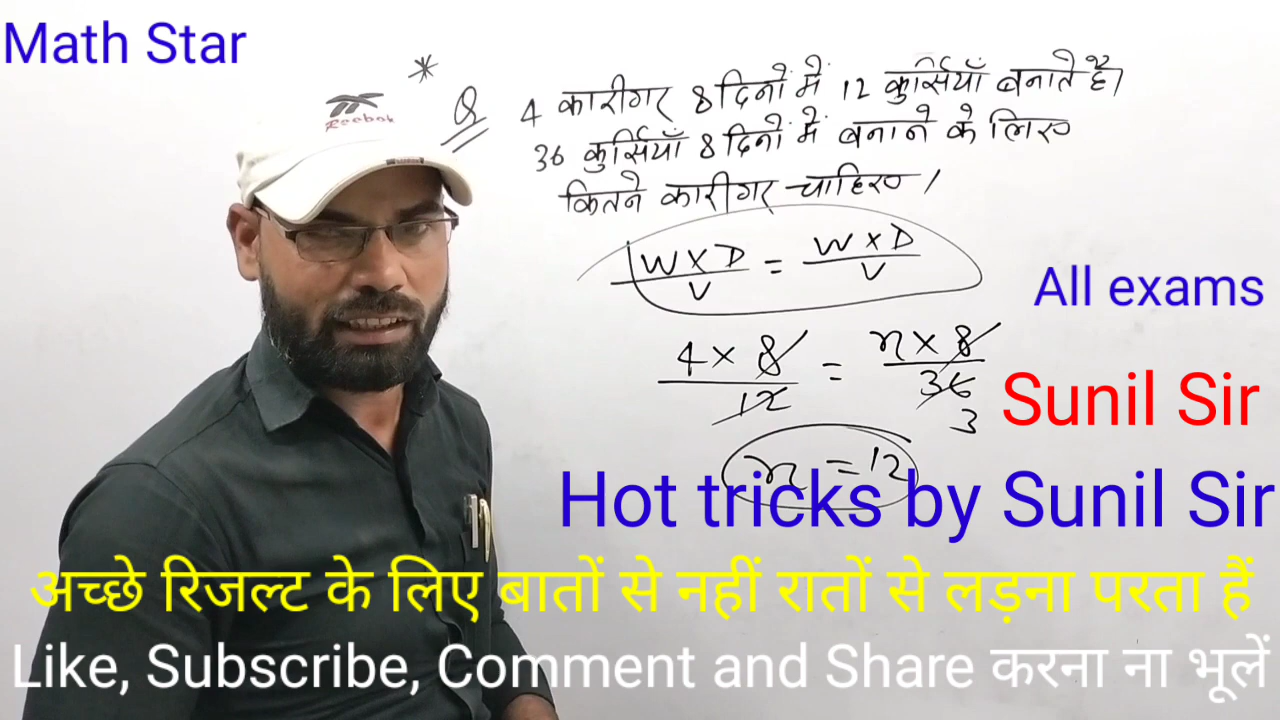 Math Star
*
Reebok
Q 4 कारीगर 8 दिनों में 12 कुर्सियाँ बनाते हैं।
36 कुर्सियाँ 8 दिनों में बनाने के लिए
कितने कारीगर चाहिए।
W × D / V = W × D / V
All exams
4 × 8 / 12 = n × 8 / 36
3
Sunil Sir
n = 12
Hot tricks by Sunil Sir
अच्छे रिजल्ट के लिए बातों से नहीं रातों से लड़ना परता हैं
Like, Subscribe, Comment and Share करना ना भूलें